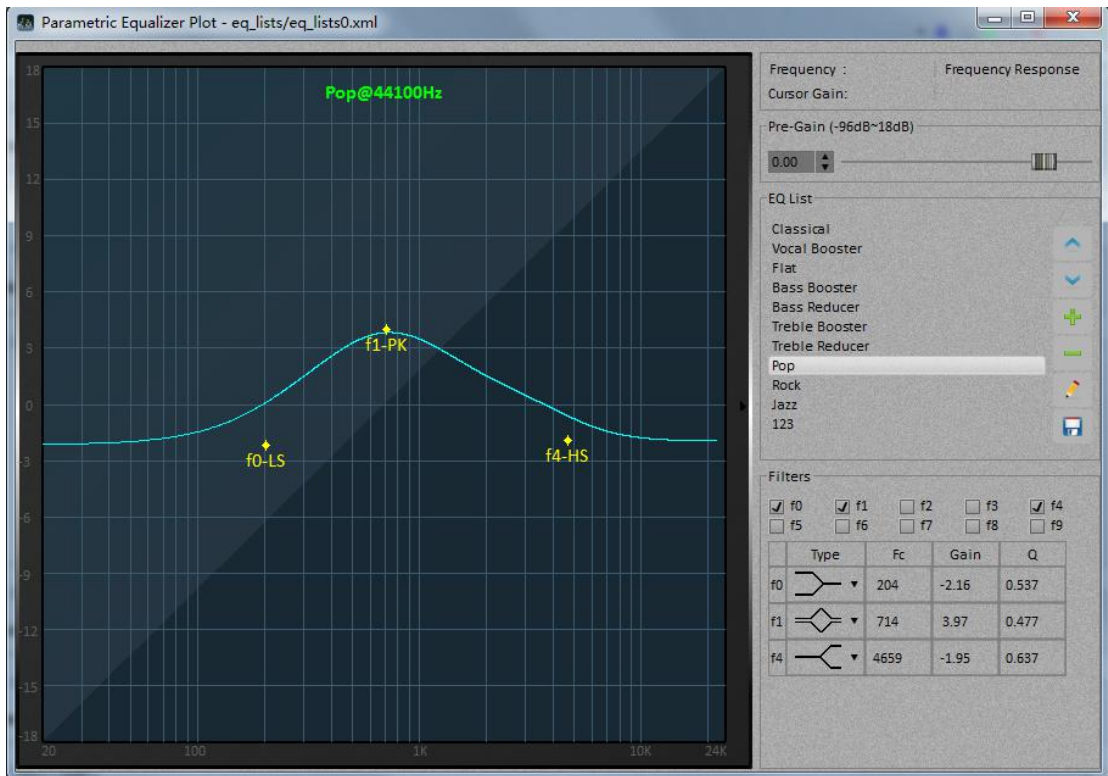 Parametric Equalizer Plot - eq_lists/eq_lists0.xml
Pop@44100Hz
18
15
12
9
6
3
0
-3
-6
-9
-12
-15
-18
20 100 1K 10K 24K
f1-PK
f0-LS
f4-HS
Frequency : Frequency Response
Cursor Gain:
Pre-Gain (-96dB~18dB)
0.00
EQ List
Classical
Vocal Booster
Flat
Bass Booster
Bass Reducer
Treble Booster
Treble Reducer
Pop
Rock
Jazz
123
Filters
f0 f1 f2 f3 f4
f5 f6 f7 f8 f9
Type Fc Gain Q
f0 204 -2.16 0.537
f1 714 3.97 0.477
f4 4659 -1.95 0.637